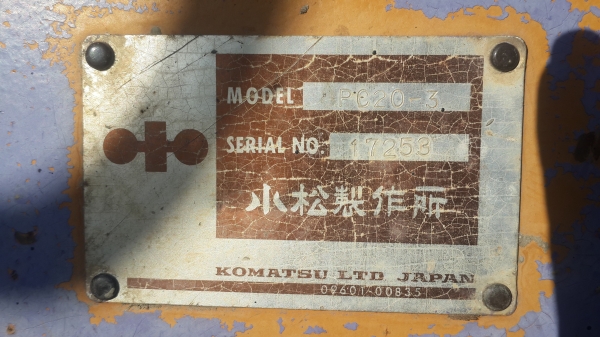 MODEL PC20-3
SERIAL NO. 17253
小松製作所
KOMATSU LTD JAPAN
09601-00835